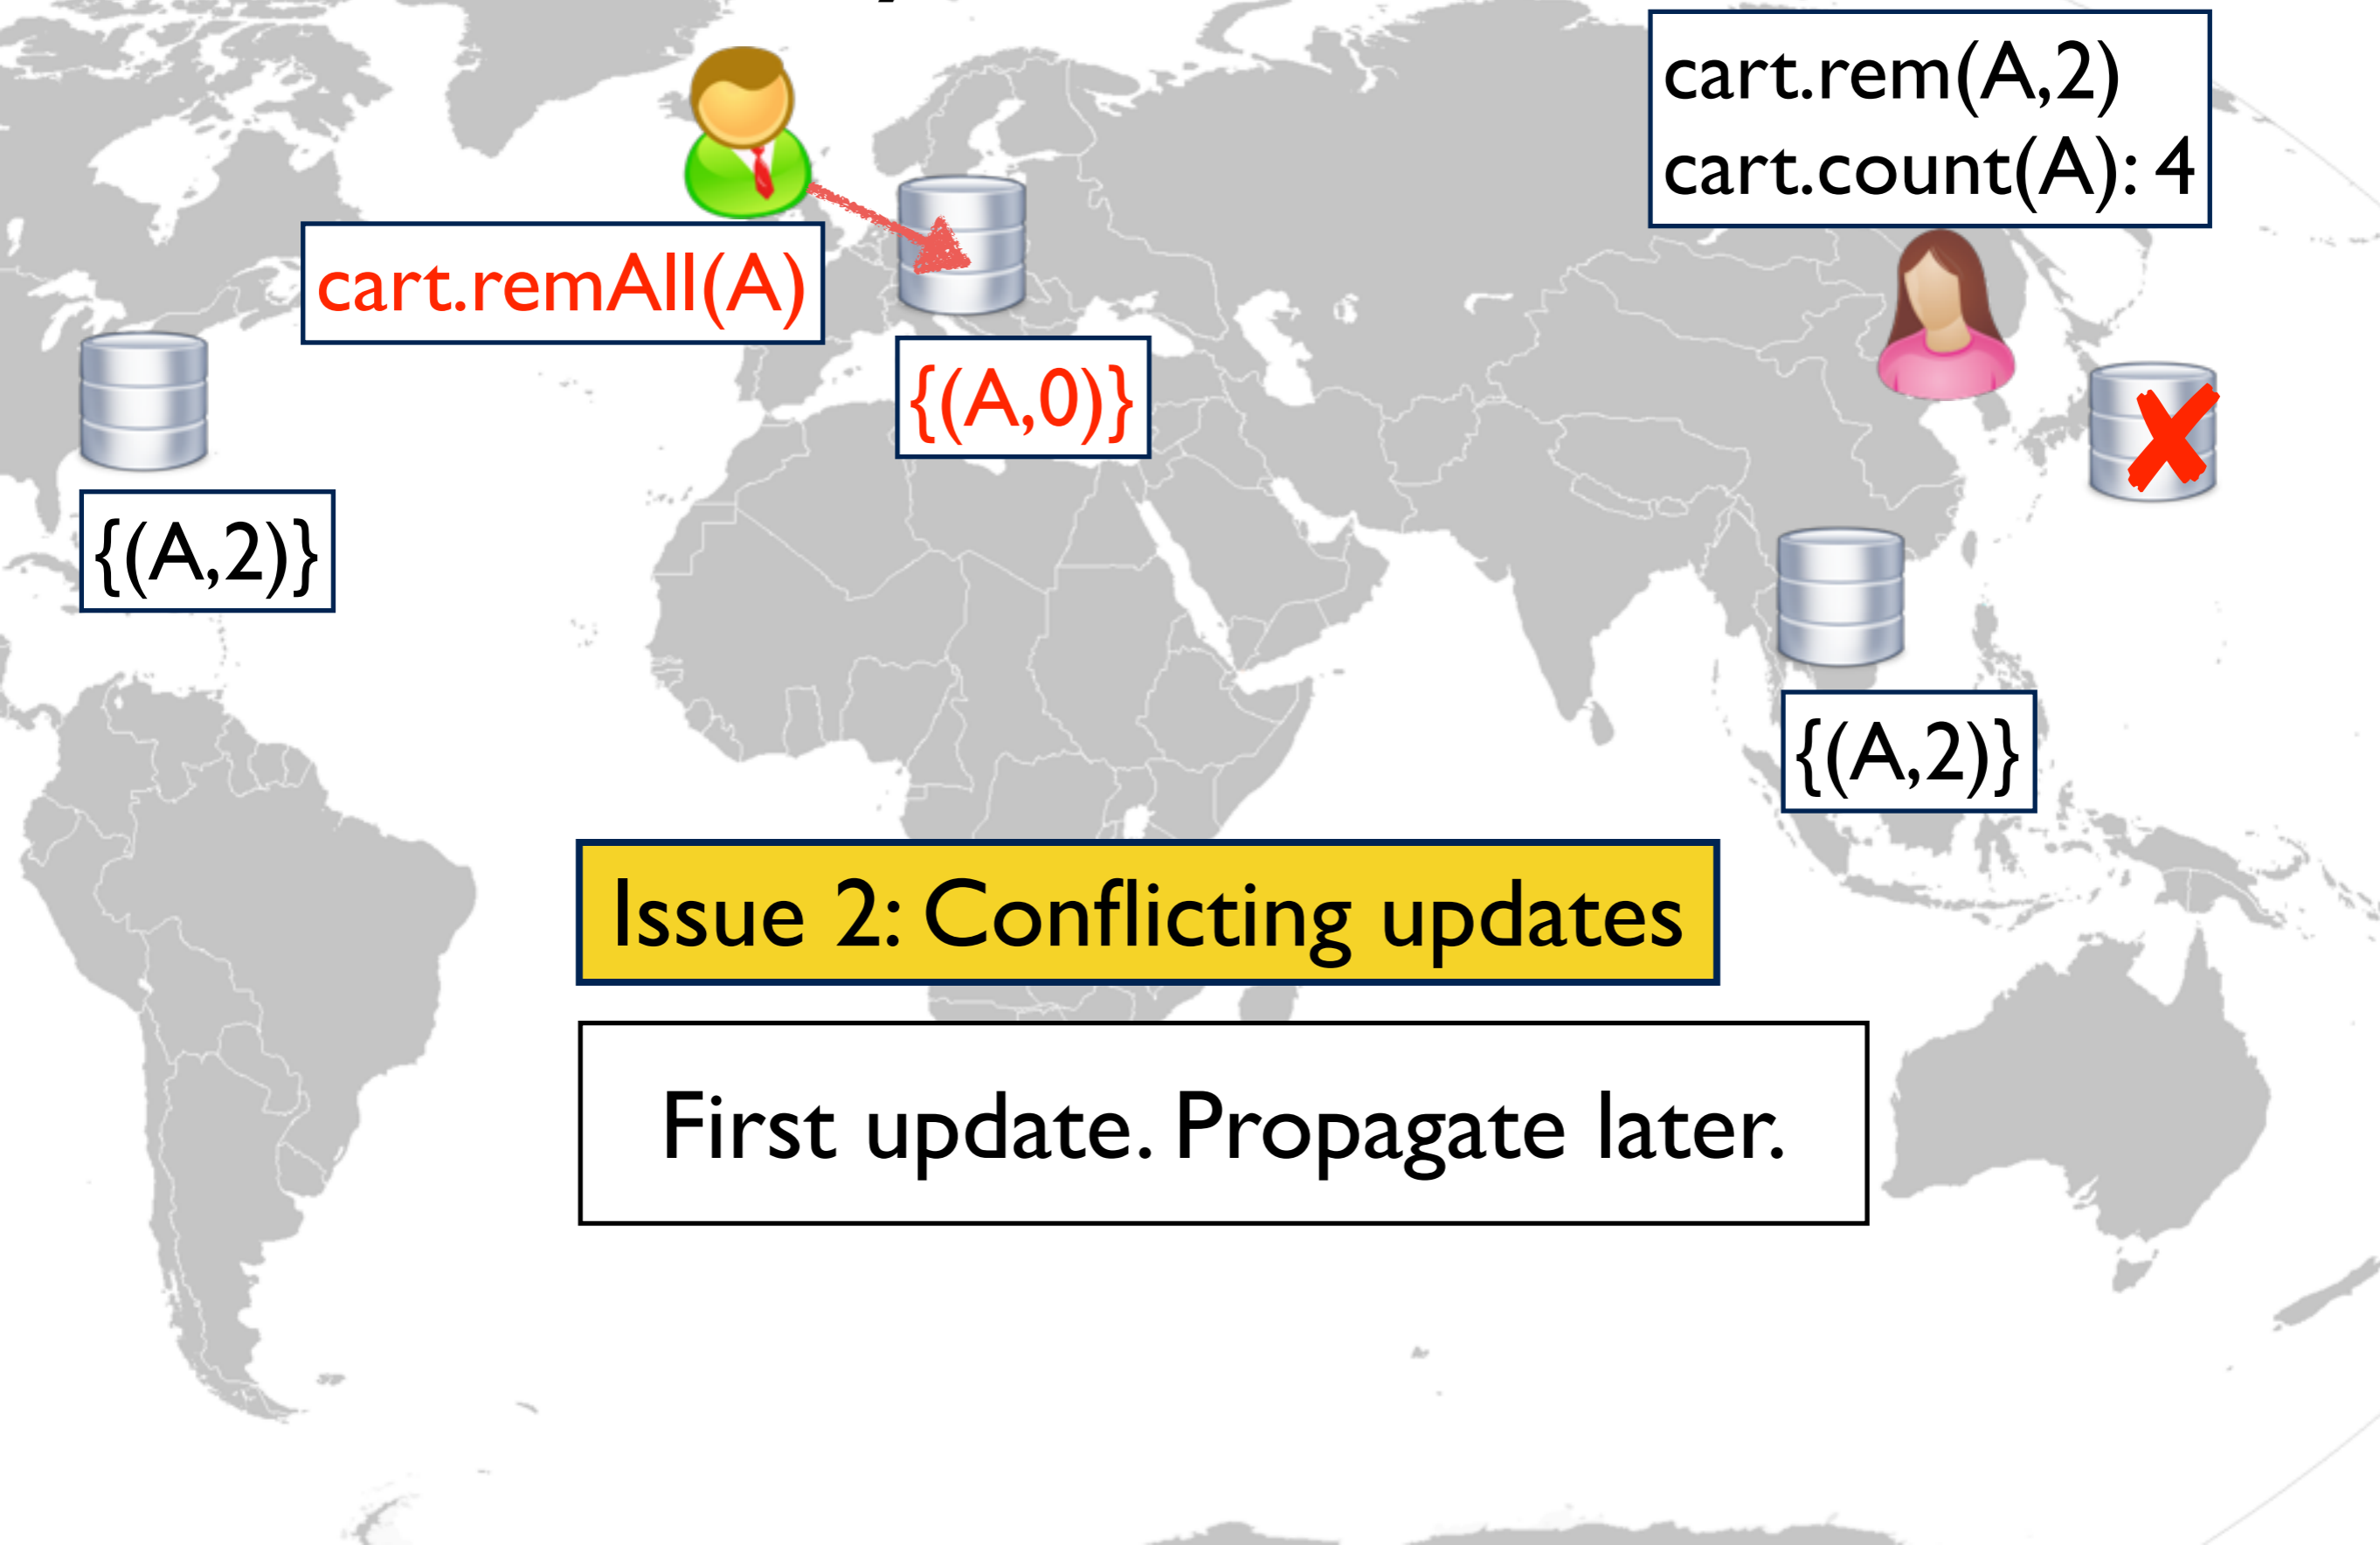 cart.rem(A,2)
cart.count(A): 4
cart.remAll(A)
{(A,0)}
{(A,2)}
{(A,2)}
Issue 2: Conflicting updates
First update. Propagate later.